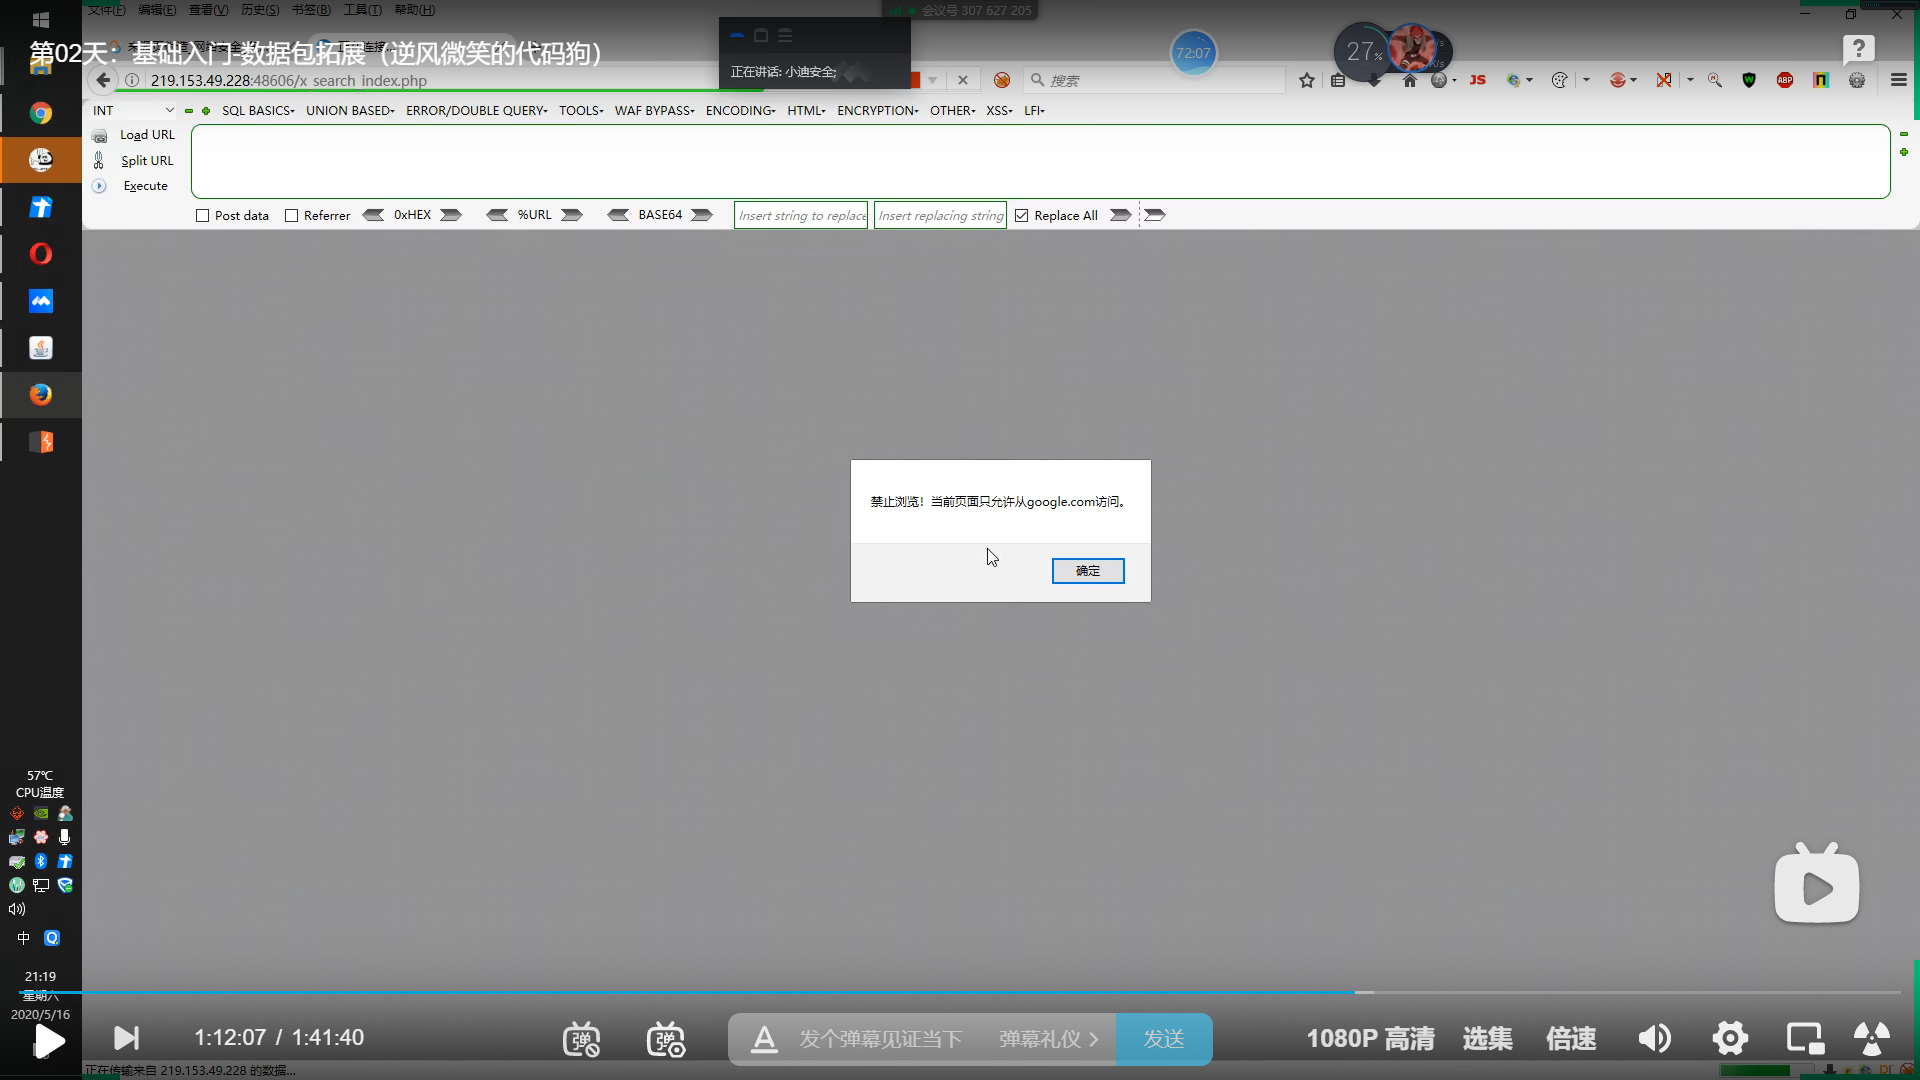 文件(F) 编辑(E) 查看(V) 历史(S) 书签(B) 工具(T) 帮助(H)
会议号 307 627 205
第02天：基础入门-数据包拓展（逆风微笑的代码狗）
正在讲话: 小迪安全;
72:07
27%
219.153.49.228:48606/x_search_index.php
搜索
JS
ABP
INT
SQL BASICS UNION BASED ERROR/DOUBLE QUERY TOOLS WAF BYPASS ENCODING HTML ENCRYPTION OTHER XSS LFI
Load URL
Split URL
Execute
Post data Referrer 0xHEX %URL BASE64 Insert string to replace Insert replacing string Replace All
禁止浏览！当前页面只允许从google.com访问。
确定
57℃
CPU温度
中
21:19
星期六
2020/5/16
1:12:07 / 1:41:40
弹 弹
发个弹幕见证当下 弹幕礼仪 发送
1080P 高清 选集 倍速
正在传输来自 219.153.49.228 的数据...